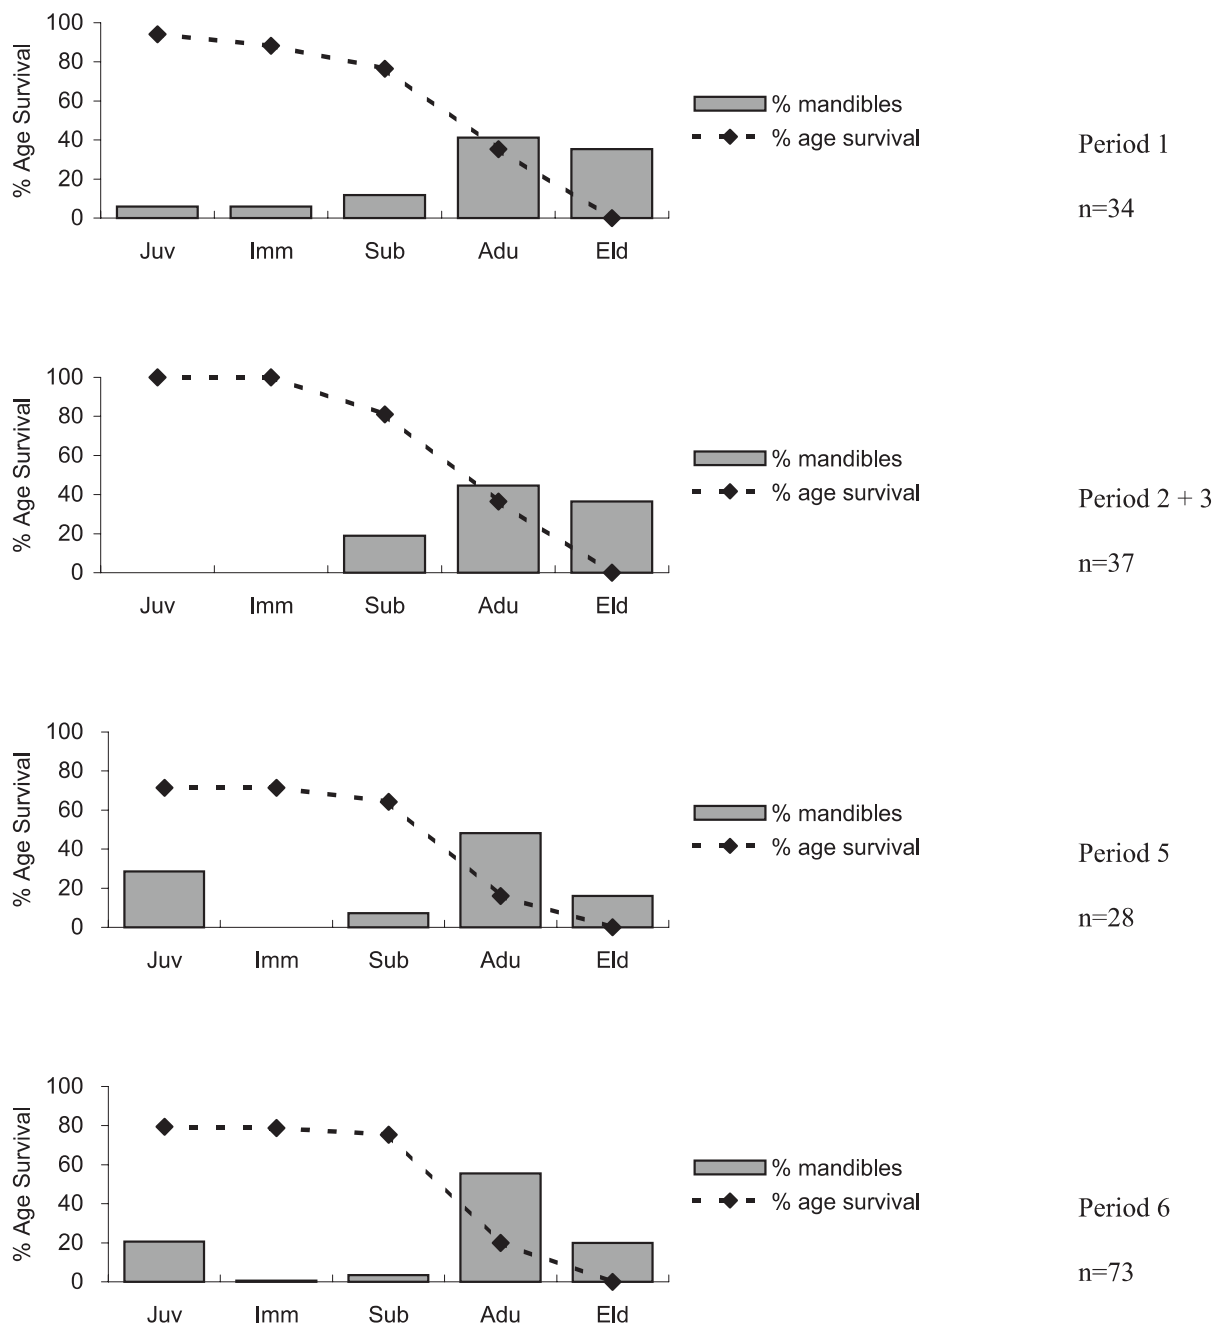 100
80
60
40
20
0
% Age Survival
Juv Imm Sub Adu Eld
% mandibles
% age survival
Period 1
n=34
100
80
60
40
20
0
% Age Survival
Juv Imm Sub Adu Eld
% mandibles
% age survival
Period 2 + 3
n=37
100
80
60
40
20
0
% Age Survival
Juv Imm Sub Adu Eld
% mandibles
% age survival
Period 5
n=28
100
80
60
40
20
0
% Age Survival
Juv Imm Sub Adu Eld
% mandibles
% age survival
Period 6
n=73